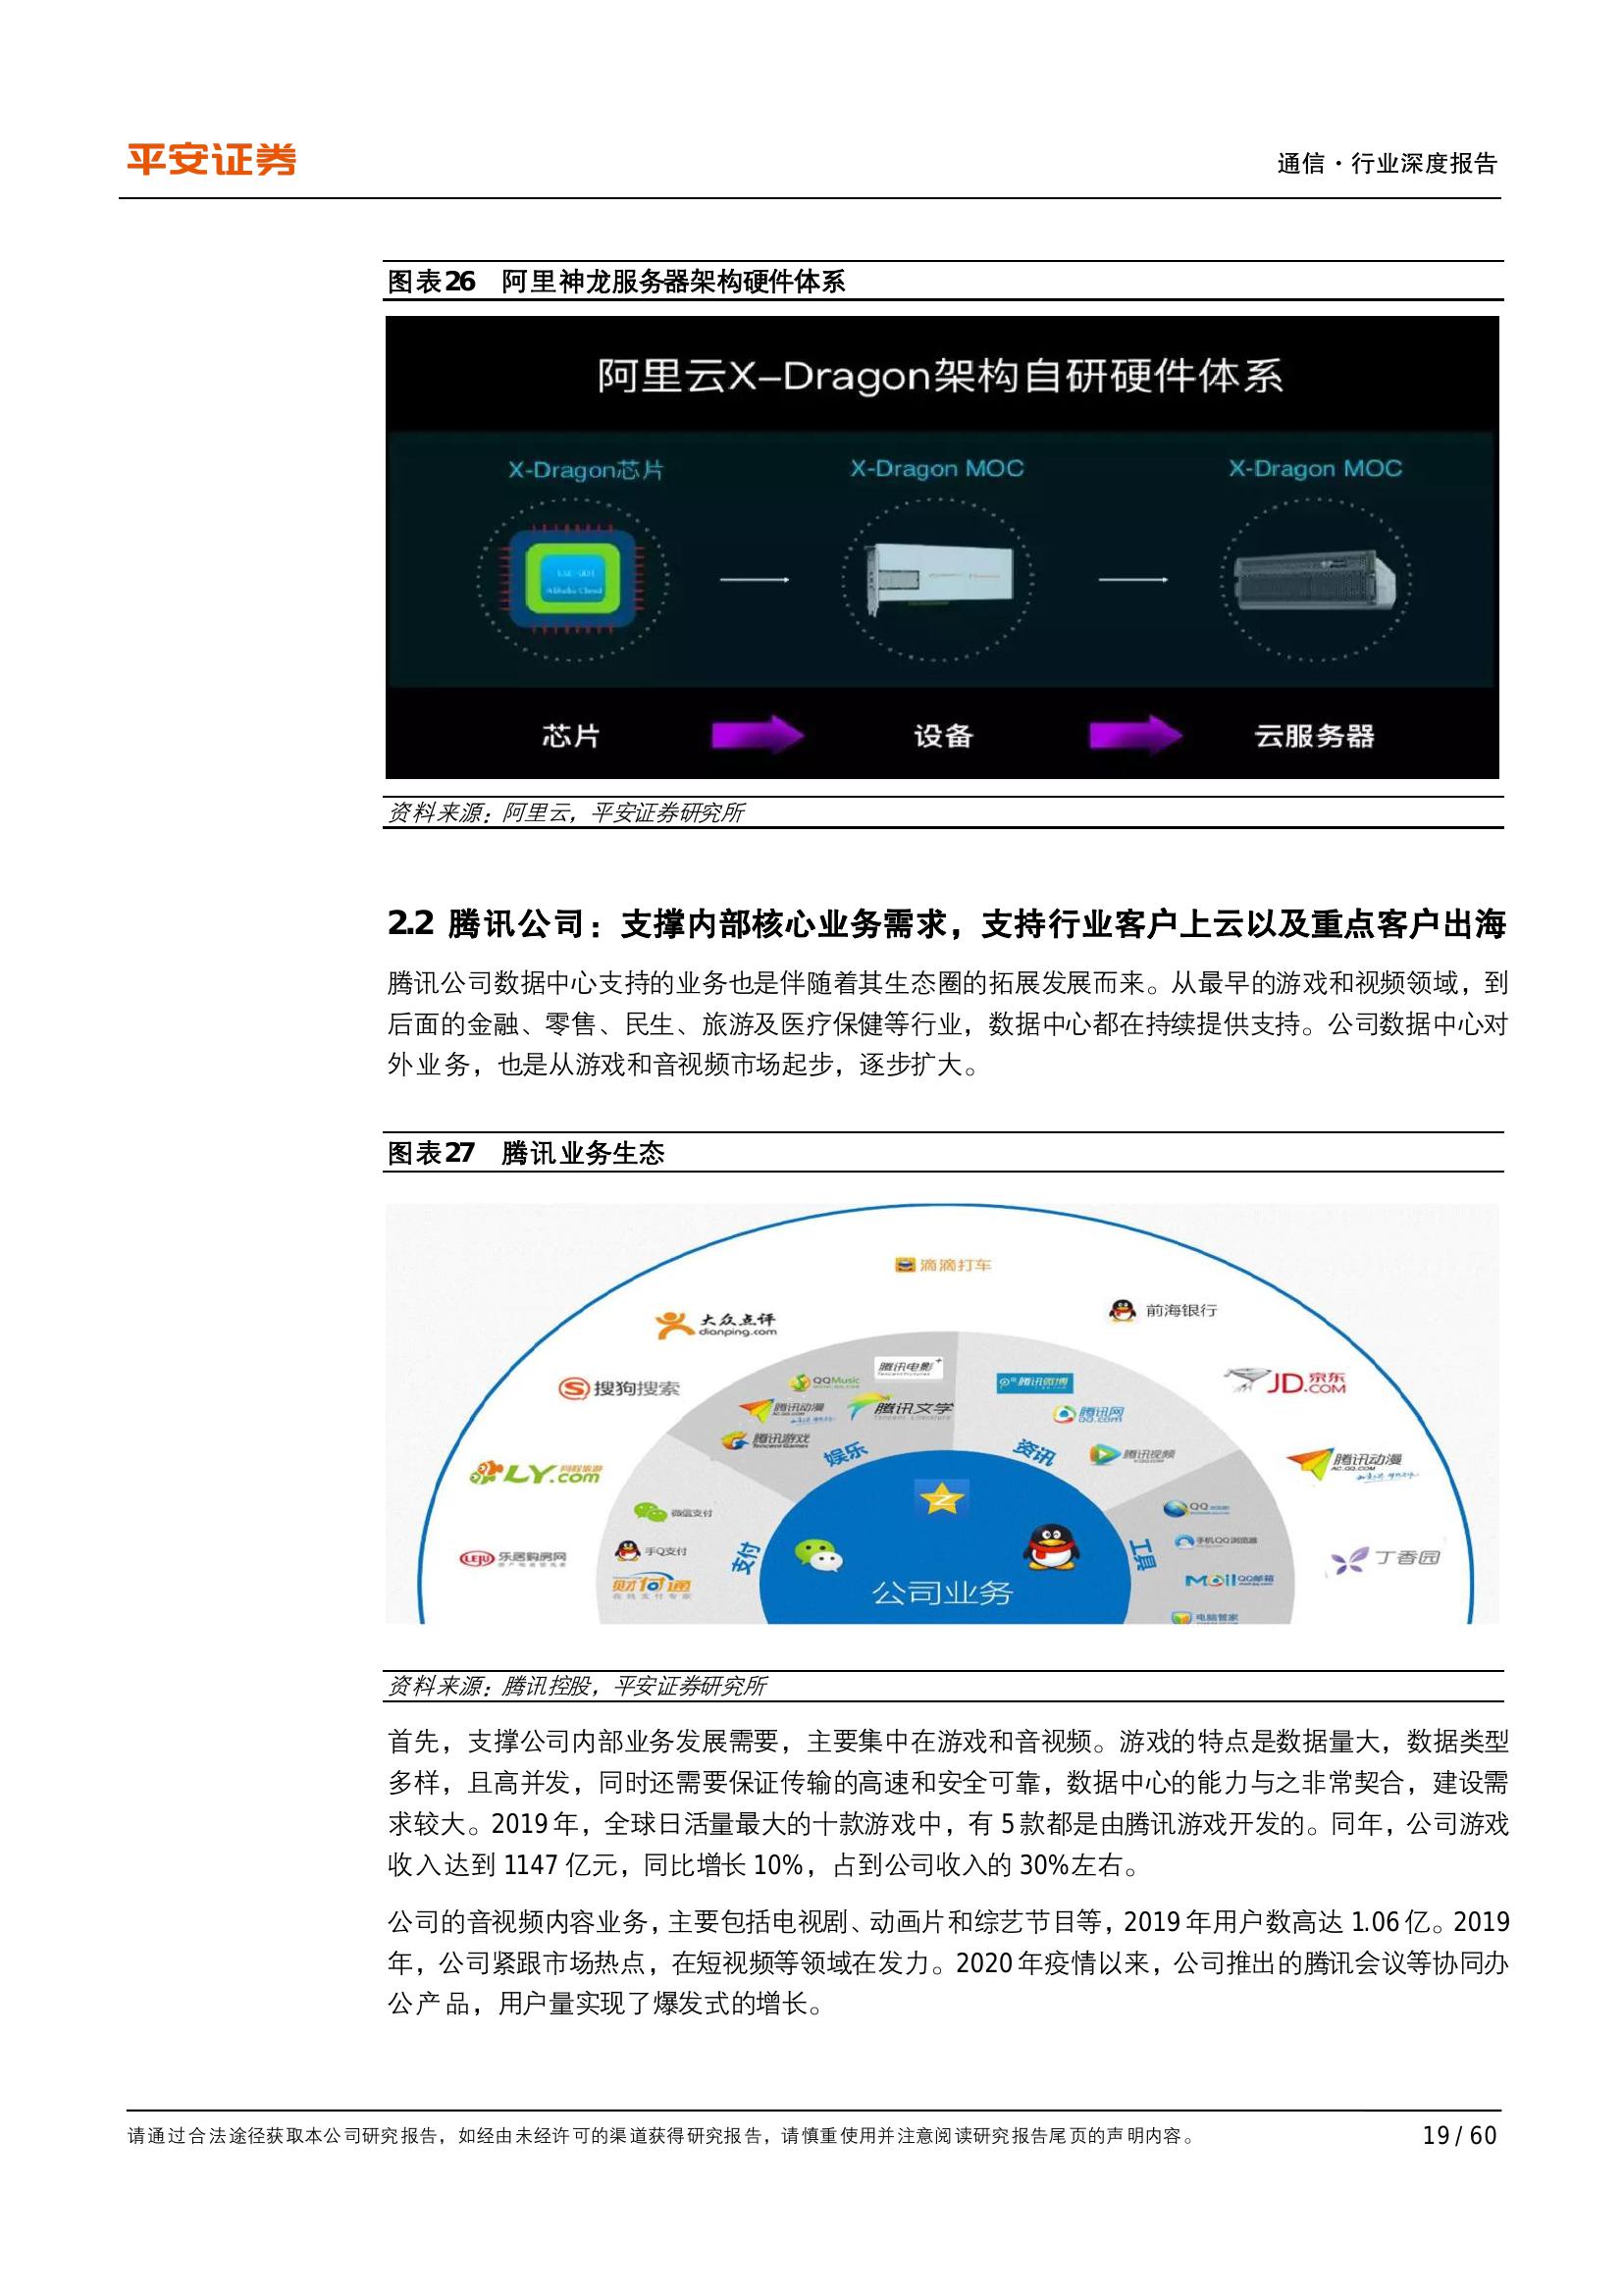 平安证券
通信·行业深度报告
图表26 阿里神龙服务器架构硬件体系
阿里云X-Dragon架构自研硬件体系
X-Dragon芯片
X-Dragon MOC
X-Dragon MOC
Alibaba Cloud
芯片
设备
云服务器
资料来源：阿里云，平安证券研究所
2.2 腾讯公司：支撑内部核心业务需求，支持行业客户上云以及重点客户出海
腾讯公司数据中心支持的业务也是伴随着其生态圈的拓展发展而来。从最早的游戏和视频领域，到
后面的金融、零售、民生、旅游及医疗保健等行业，数据中心都在持续提供支持。公司数据中心对
外业务，也是从游戏和音视频市场起步，逐步扩大。
图表27 腾讯业务生态
滴滴打车
前海银行
大众点评
dianping.com
腾讯电影+
Tencent Pictures
QQMusic
腾讯微博
JD.京东
.COM
搜狗搜索
腾讯动漫
AC.QQ.COM
腾讯文学
Tencent Literature
腾讯网
QQ.com
腾讯游戏
Tencent Games
娱乐
资讯
腾讯视频
腾讯动漫
AC.QQ.COM
LY.com
同程旅游
微信支付
QQ
手机QQ浏览器
乐居购房网
手Q支付
支付
工具
丁香园
财付通
在线支付专家
Mail QQ邮箱
公司业务
电脑管家
资料来源：腾讯控股，平安证券研究所
首先，支撑公司内部业务发展需要，主要集中在游戏和音视频。游戏的特点是数据量大，数据类型
多样，且高并发，同时还需要保证传输的高速和安全可靠，数据中心的能力与之非常契合，建设需
求较大。2019年，全球日活量最大的十款游戏中，有 5款都是由腾讯游戏开发的。同年，公司游戏
收入达到 1147 亿元，同比增长 10%，占到公司收入的 30%左右。
公司的音视频内容业务，主要包括电视剧、动画片和综艺节目等，2019年用户数高达 1.06亿。2019
年，公司紧跟市场热点，在短视频等领域在发力。2020年疫情以来，公司推出的腾讯会议等协同办
公产品，用户量实现了爆发式的增长。
请通过合法途径获取本公司研究报告，如经由未经许可的渠道获得研究报告，请慎重使用并注意阅读研究报告尾页的声明内容。
19 / 60